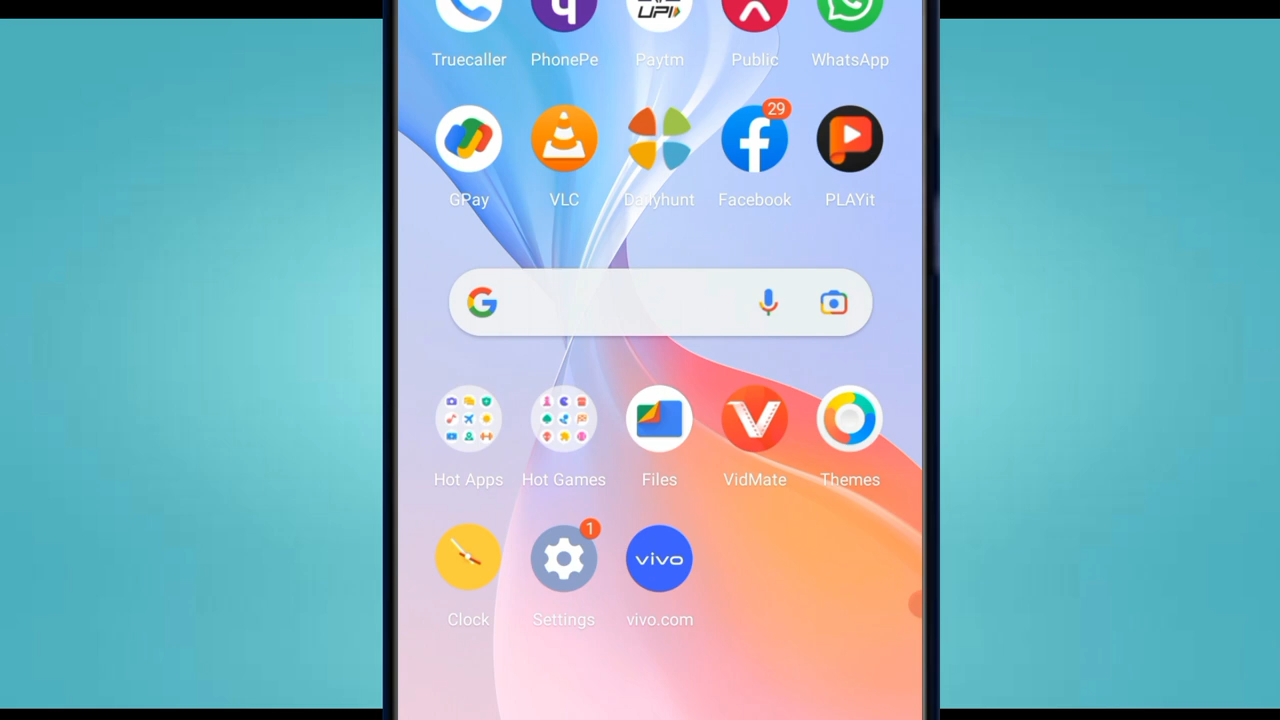 UPI
Truecaller PhonePe Paytm Public WhatsApp
29
GPay VLC Dailyhunt Facebook PLAYit
Hot Apps Hot Games Files VidMate Themes
1
vivo
Clock Settings vivo.com